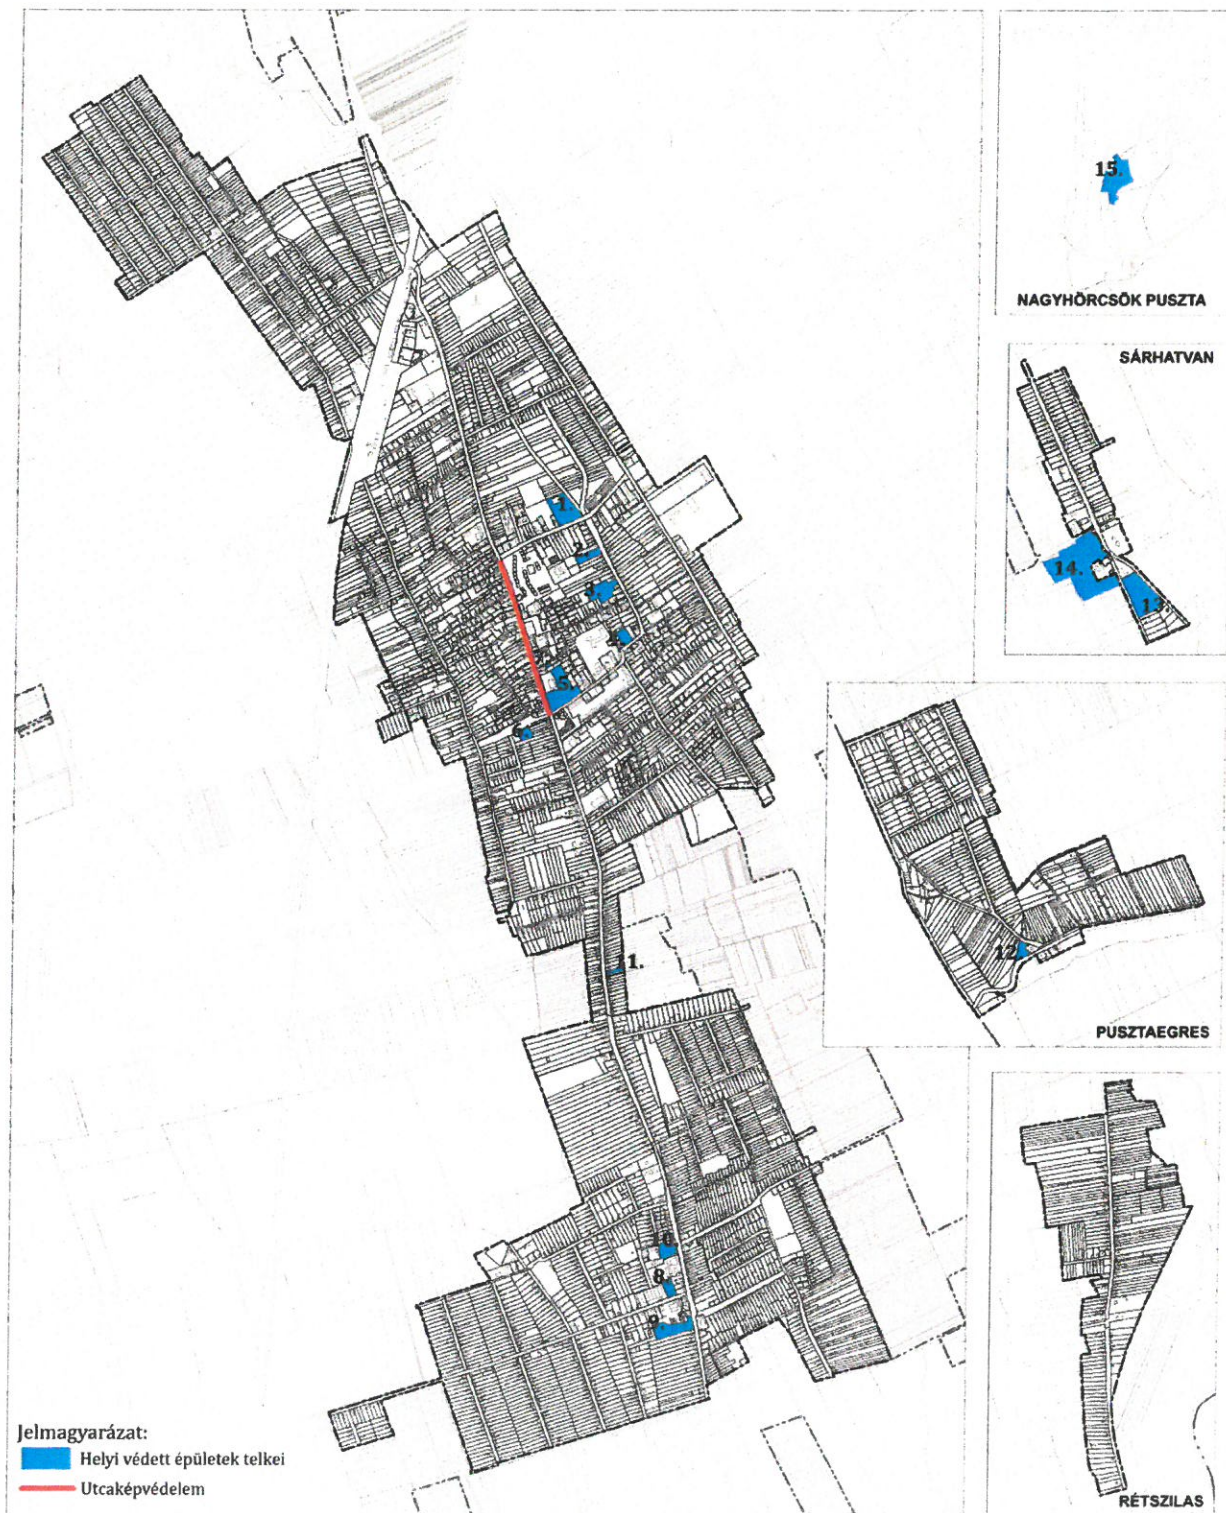 15.
NAGYHÖRCSÖK PUSZTA
SÁRHATVAN
14.
13.
1.
2.
3.
4.
5.
12.
PUSZTAEGRES
11.
10.
8.
9.
RÉTSZILAS
Jelmagyarázat:
Helyi védett épületek telkei
Utcaképvédelem